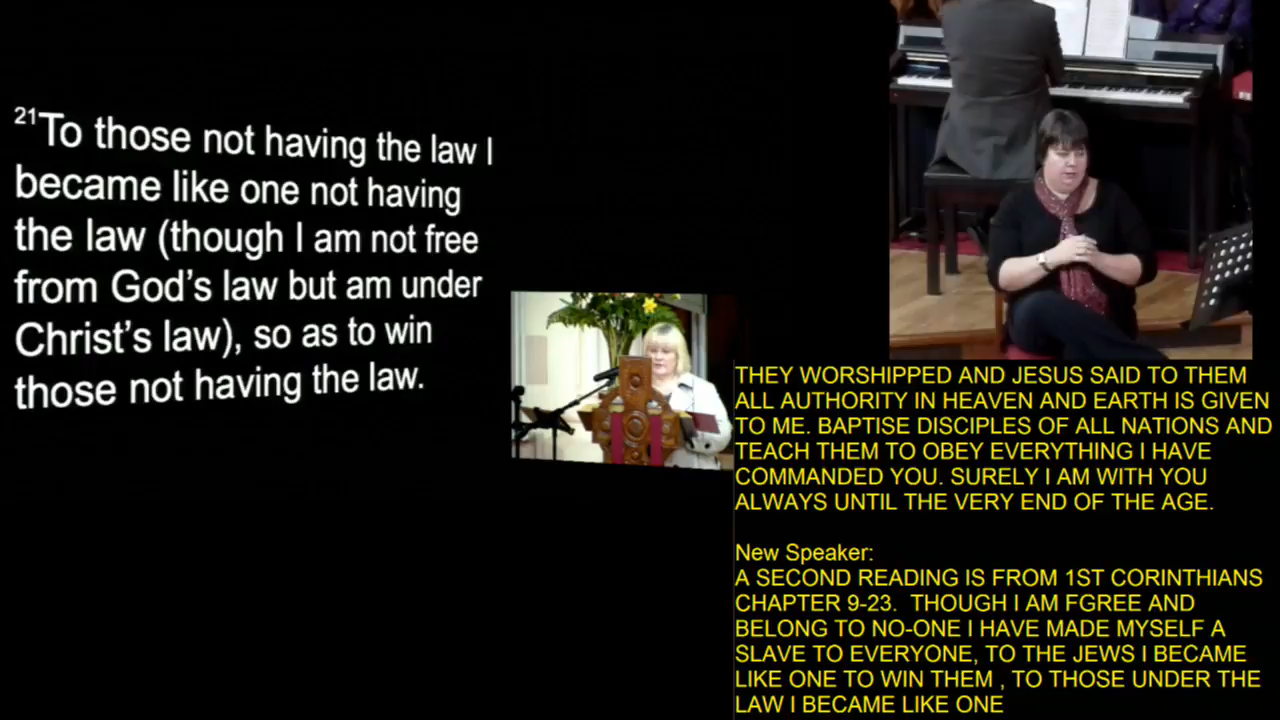 21To those not having the law I
became like one not having
the law (though I am not free
from God's law but am under
Christ's law), so as to win
those not having the law.
THEY WORSHIPPED AND JESUS SAID TO THEM
ALL AUTHORITY IN HEAVEN AND EARTH IS GIVEN
TO ME. BAPTISE DISCIPLES OF ALL NATIONS AND
TEACH THEM TO OBEY EVERYTHING I HAVE
COMMANDED YOU. SURELY I AM WITH YOU
ALWAYS UNTIL THE VERY END OF THE AGE.
New Speaker:
A SECOND READING IS FROM 1ST CORINTHIANS
CHAPTER 9-23.  THOUGH I AM FGREE AND
BELONG TO NO-ONE I HAVE MADE MYSELF A
SLAVE TO EVERYONE, TO THE JEWS I BECAME
LIKE ONE TO WIN THEM , TO THOSE UNDER THE
LAW I BECAME LIKE ONE